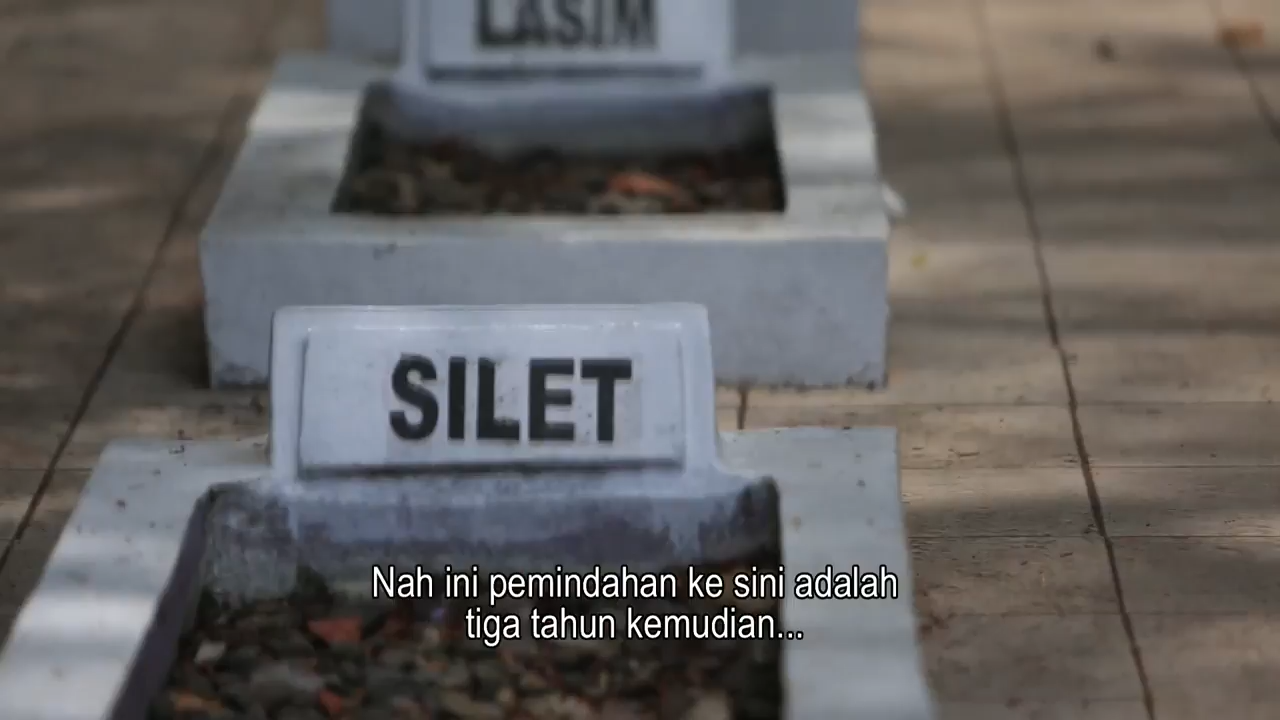 LASIM
SILET
Nah ini pemindahan ke sini adalah
tiga tahun kemudian...